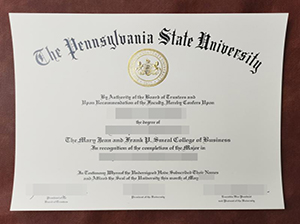 The Pennsylvania State University
By Authority of the Board of Trustees and
Upon Recommendation of the Faculty, Hereby Confers Upon
the degree of
The Mary Jean and Frank P. Smeal College of Business
In recognition of the completion of the Major in
In Testimony Whereof the Undersigned Have Subscribed Their Names
and Affixed the Seal of the University this month of May